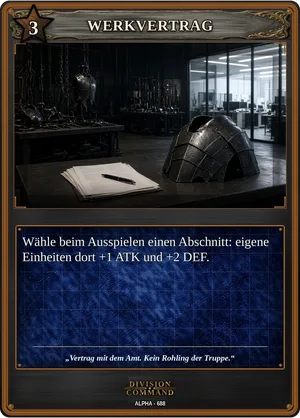 3
WERKVERTRAG
Wähle beim Ausspielen einen Abschnitt: eigene
Einheiten dort +1 ATK und +2 DEF.
„Vertrag mit dem Amt. Kein Rohling der Truppe.“
DIVISION
COMMAND
ALPHA - 688